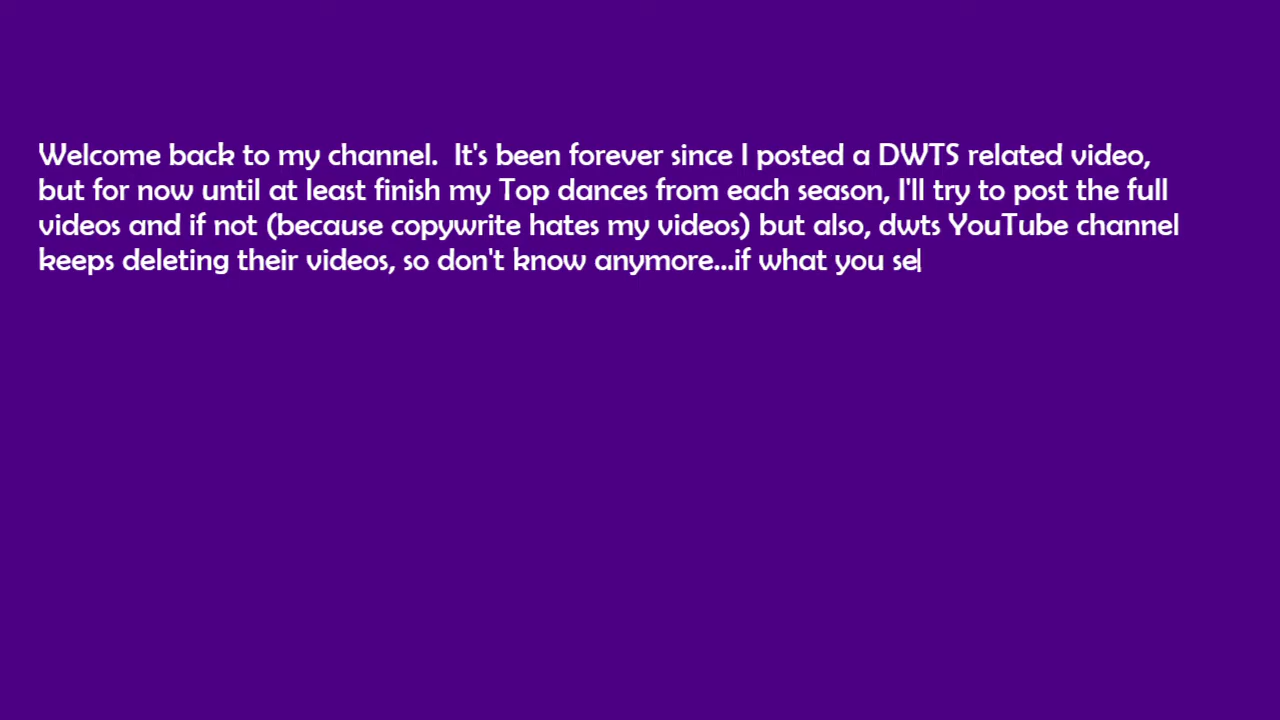 Welcome back to my channel.  It's been forever since I posted a DWTS related video,
but for now until at least finish my Top dances from each season, I'll try to post the full
videos and if not (because copywrite hates my videos) but also, dwts YouTube channel
keeps deleting their videos, so don't know anymore...if what you se